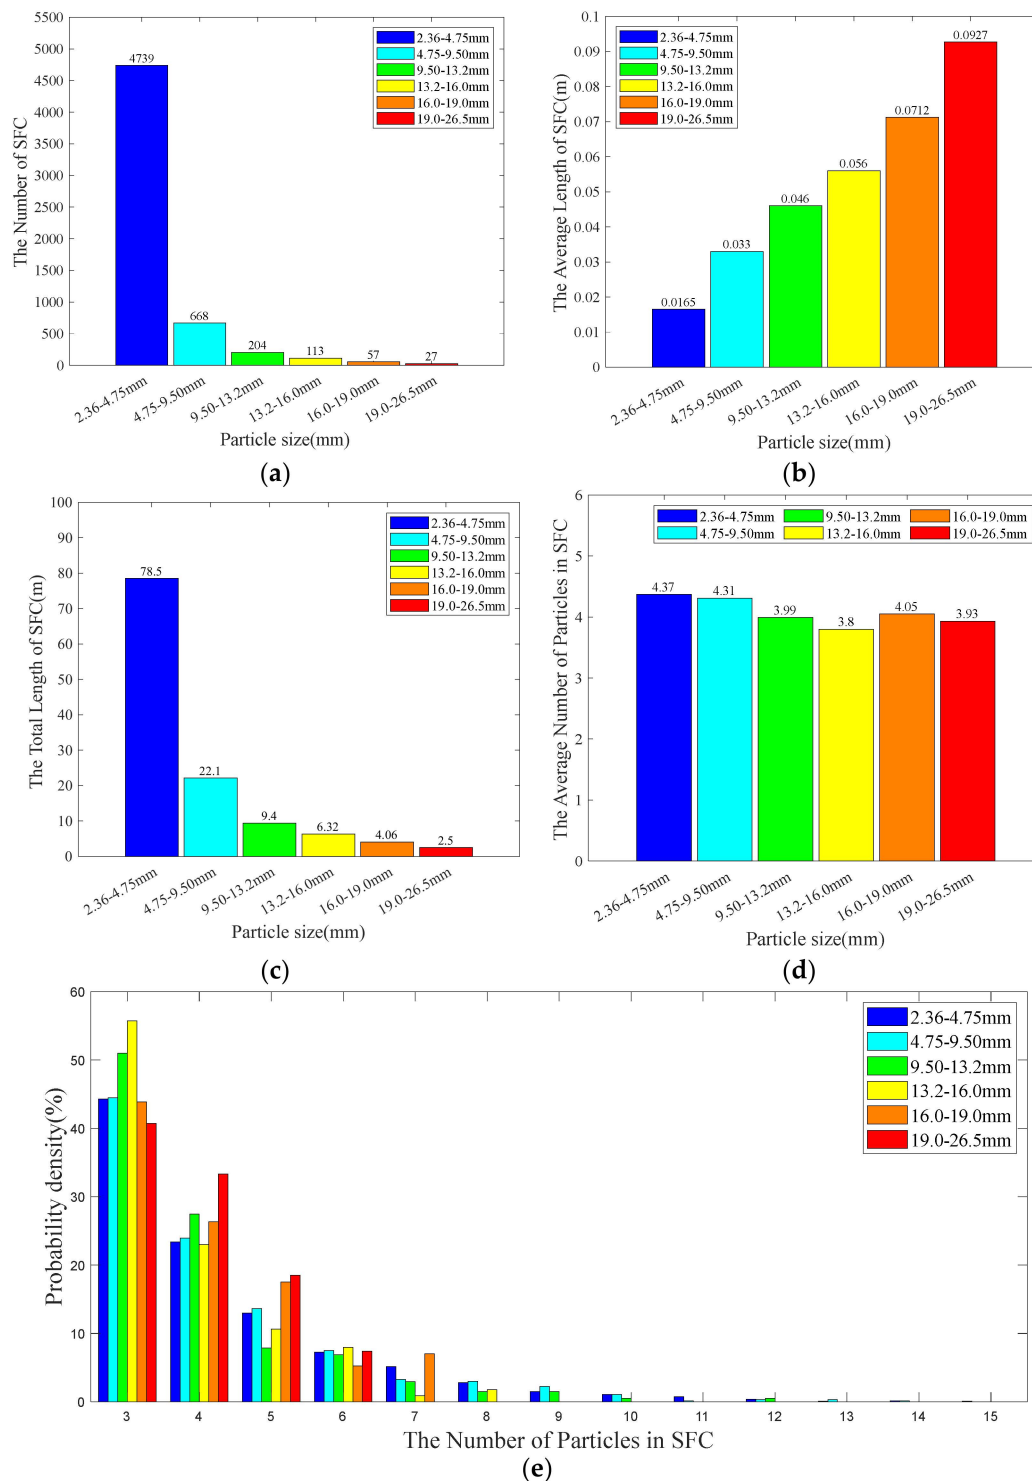 5500
5000
4500
4000
3500
3000
2500
2000
1500
1000
500
0
The Number of SFC
4739
668
204
113
57
27
2.36-4.75mm
4.75-9.50mm
9.50-13.2mm
13.2-16.0mm
16.0-19.0mm
19.0-26.5mm
2.36-4.75mm
4.75-9.50mm
9.50-13.2mm
13.2-16.0mm
16.0-19.0mm
19.0-26.5mm
Particle size(mm)
(a)
0.1
0.09
0.08
0.07
0.06
0.05
0.04
0.03
0.02
0.01
0
The Average Length of SFC(m)
0.0165
0.033
0.046
0.056
0.0712
0.0927
2.36-4.75mm
4.75-9.50mm
9.50-13.2mm
13.2-16.0mm
16.0-19.0mm
19.0-26.5mm
2.36-4.75mm
4.75-9.50mm
9.50-13.2mm
13.2-16.0mm
16.0-19.0mm
19.0-26.5mm
Particle size(mm)
(b)
100
90
80
70
60
50
40
30
20
10
0
The Total Length of SFC(m)
78.5
22.1
9.4
6.32
4.06
2.5
2.36-4.75mm
4.75-9.50mm
9.50-13.2mm
13.2-16.0mm
16.0-19.0mm
19.0-26.5mm
2.36-4.75mm
4.75-9.50mm
9.50-13.2mm
13.2-16.0mm
16.0-19.0mm
19.0-26.5mm
Particle size(mm)
(c)
6
5
4
3
2
1
0
The Average Number of Particles in SFC
2.36-4.75mm 9.50-13.2mm 16.0-19.0mm
4.75-9.50mm 13.2-16.0mm 19.0-26.5mm
4.37
4.31
3.99
3.8
4.05
3.93
2.36-4.75mm
4.75-9.50mm
9.50-13.2mm
13.2-16.0mm
16.0-19.0mm
19.0-26.5mm
Particle size(mm)
(d)
60
50
40
30
20
10
0
Probability density(%)
2.36-4.75mm
4.75-9.50mm
9.50-13.2mm
13.2-16.0mm
16.0-19.0mm
19.0-26.5mm
3 4 5 6 7 8 9 10 11 12 13 14 15
The Number of Particles in SFC
(e)